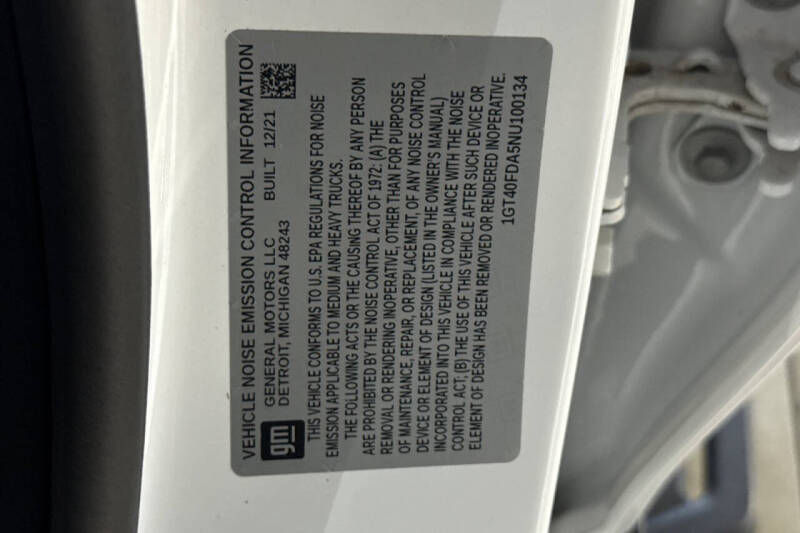 VEHICLE NOISE EMISSION CONTROL INFORMATION
gm
GENERAL MOTORS LLC
DETROIT, MICHIGAN 48243 BUILT 12/21
THIS VEHICLE CONFORMS TO U.S. EPA REGULATIONS FOR NOISE
EMISSION APPLICABLE TO MEDIUM AND HEAVY TRUCKS.
THE FOLLOWING ACTS OR THE CAUSING THEREOF BY ANY PERSON
ARE PROHIBITED BY THE NOISE CONTROL ACT OF 1972: (A) THE
REMOVAL OR RENDERING INOPERATIVE, OTHER THAN FOR PURPOSES
OF MAINTENANCE, REPAIR, OR REPLACEMENT, OF ANY NOISE CONTROL
DEVICE OR ELEMENT OF DESIGN (LISTED IN THE OWNER'S MANUAL)
INCORPORATED INTO THIS VEHICLE IN COMPLIANCE WITH THE NOISE
CONTROL ACT; (B) THE USE OF THIS VEHICLE AFTER SUCH DEVICE OR
ELEMENT OF DESIGN HAS BEEN REMOVED OR RENDERED INOPERATIVE.
1GT40FDA5NU100134